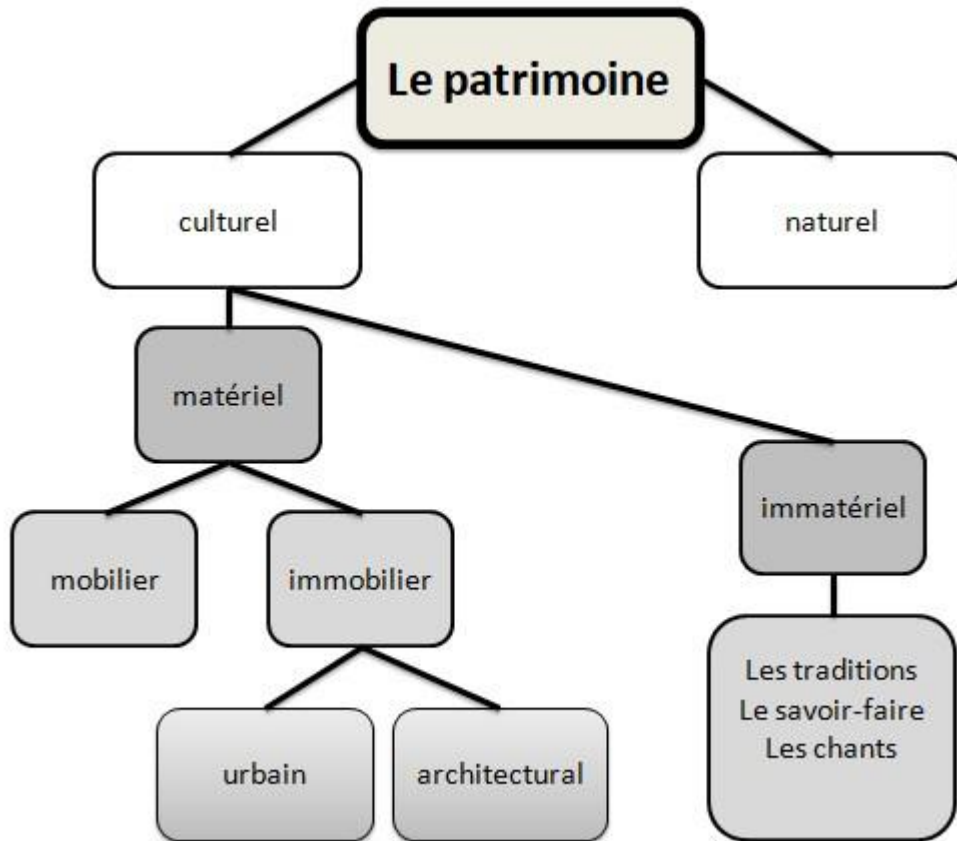 Le patrimoine
culturel
naturel
matériel
immatériel
mobilier
immobilier
Les traditions
Le savoir-faire
Les chants
urbain
architectural